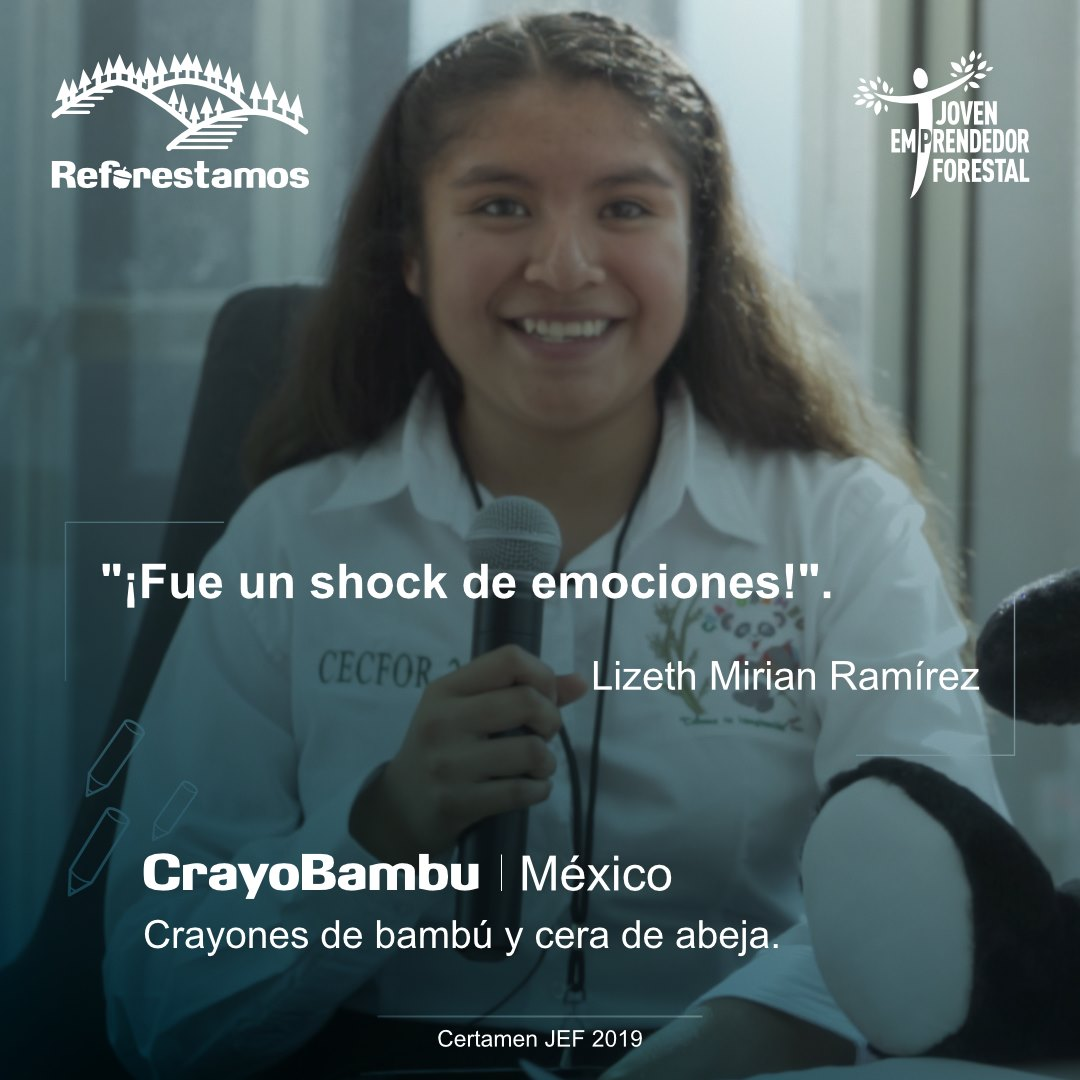 Reforestamos
JOVEN
EMPRENDEDOR
FORESTAL
"¡Fue un shock de emociones!".
CECFOR
Lizeth Mirian Ramírez
CrayoBambu | México
Crayones de bambú y cera de abeja.
Certamen JEF 2019